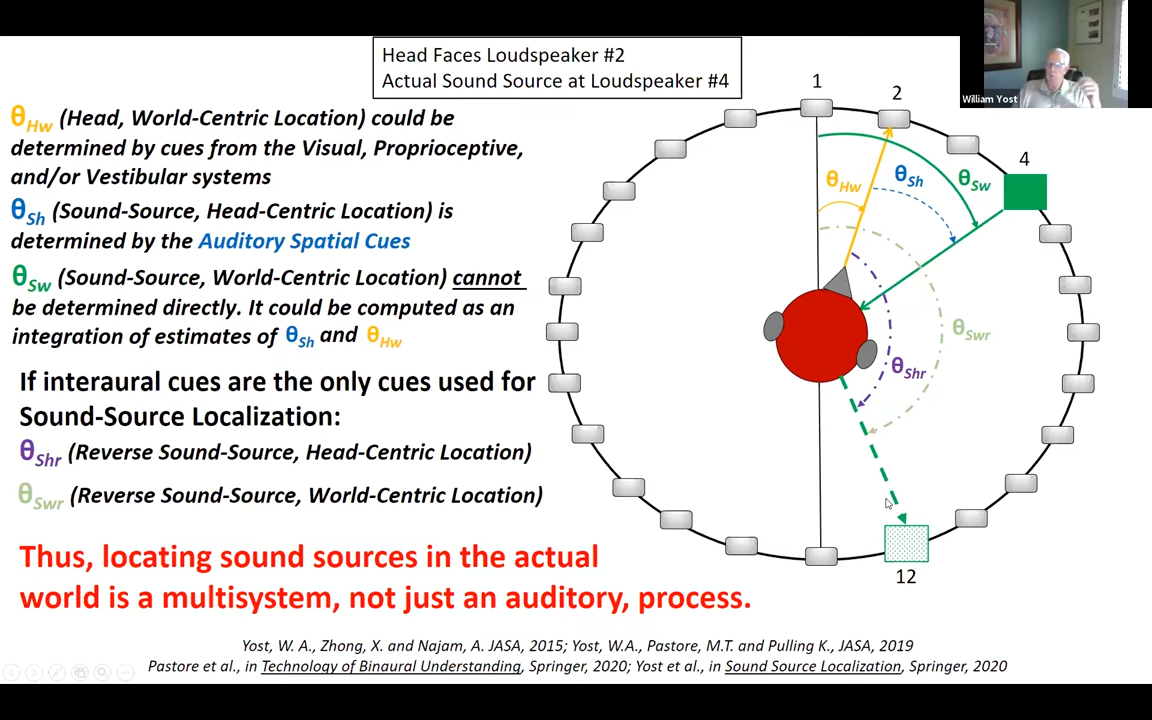 Head Faces Loudspeaker #2
Actual Sound Source at Loudspeaker #4
William Yost
θHw (Head, World-Centric Location) could be
determined by cues from the Visual, Proprioceptive,
and/or Vestibular systems
θSh (Sound-Source, Head-Centric Location) is
determined by the Auditory Spatial Cues
θSw (Sound-Source, World-Centric Location) cannot
be determined directly. It could be computed as an
integration of estimates of θSh and θHw
If interaural cues are the only cues used for
Sound-Source Localization:
θShr (Reverse Sound-Source, Head-Centric Location)
θSwr (Reverse Sound-Source, World-Centric Location)
1
2
4
θHw
θSh
θSw
θSwr
θShr
12
Thus, locating sound sources in the actual
world is a multisystem, not just an auditory, process.
Yost, W. A., Zhong, X. and Najam, A. JASA, 2015; Yost, W.A., Pastore, M.T. and Pulling K., JASA, 2019
Pastore et al., in Technology of Binaural Understanding, Springer, 2020; Yost et al., in Sound Source Localization, Springer, 2020